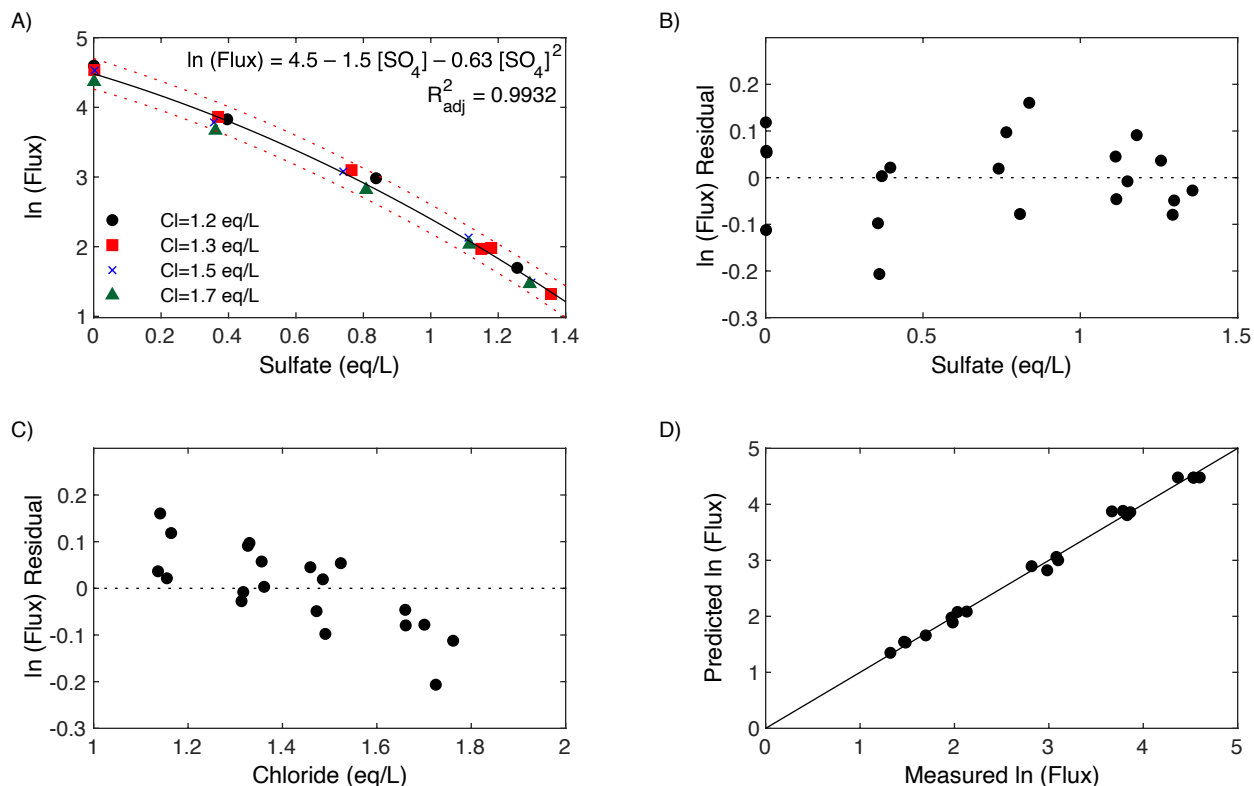 A)
ln (Flux) = 4.5 – 1.5 [SO4] – 0.63 [SO4]^2
R^2_adj = 0.9932
5
4
3
2
1
ln (Flux)
Cl=1.2 eq/L
Cl=1.3 eq/L
Cl=1.5 eq/L
Cl=1.7 eq/L
0 0.2 0.4 0.6 0.8 1 1.2 1.4
Sulfate (eq/L)
B)
0.2
0.1
0
-0.1
-0.2
-0.3
ln (Flux) Residual
0 0.5 1 1.5
Sulfate (eq/L)
C)
0.2
0.1
0
-0.1
-0.2
-0.3
ln (Flux) Residual
1 1.2 1.4 1.6 1.8 2
Chloride (eq/L)
D)
5
4
3
2
1
0
Predicted ln (Flux)
0 1 2 3 4 5
Measured ln (Flux)